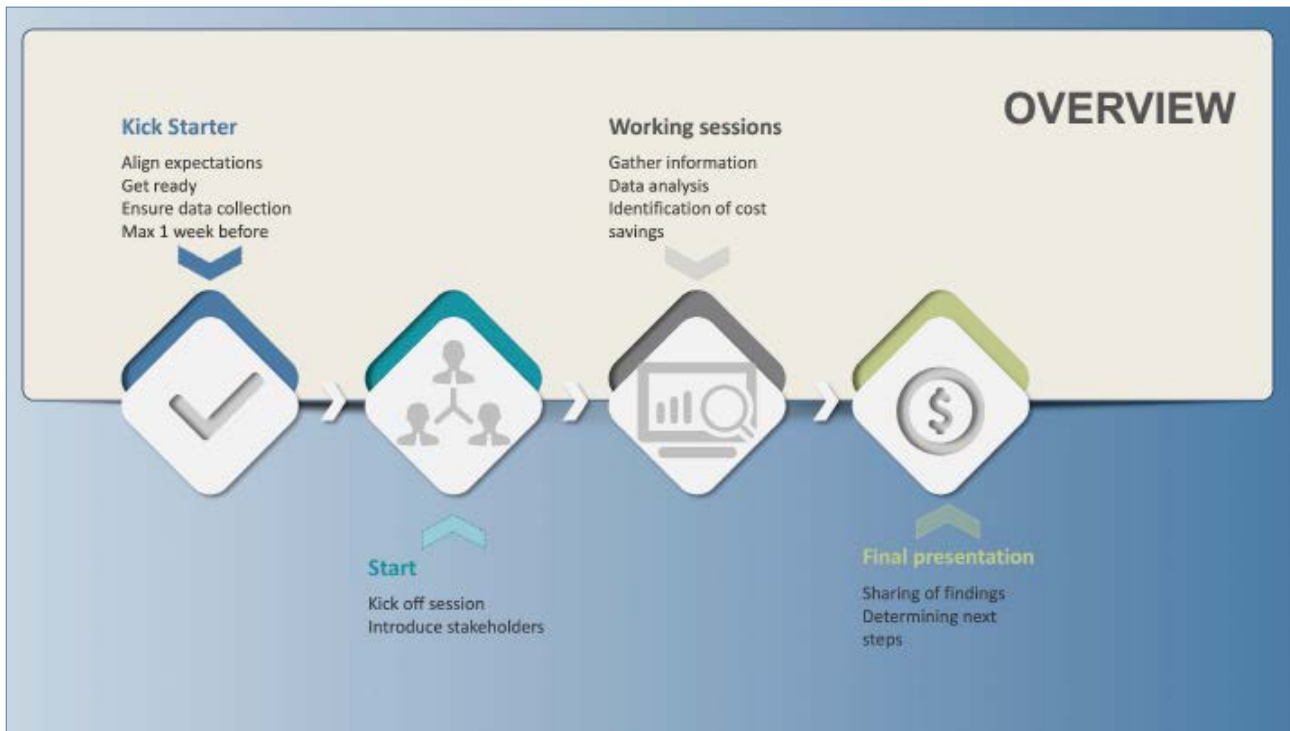 OVERVIEW
Kick Starter
Align expectations
Get ready
Ensure data collection
Max 1 week before
Start
Kick off session
Introduce stakeholders
Working sessions
Gather information
Data analysis
Identification of cost
savings
$
Final presentation
Sharing of findings
Determining next
steps